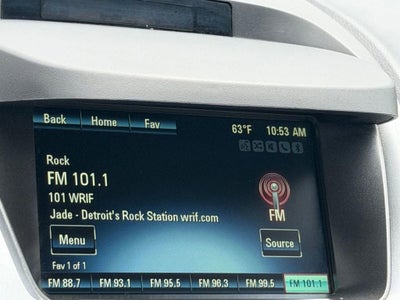 Back Home Fav 63°F 10:53 AM
Rock
FM 101.1
101 WRIF
Jade - Detroit's Rock Station wrif.com
FM
Menu Source
Fav 1 of 1
FM 88.7 FM 93.1 FM 95.5 FM 96.3 FM 99.5 FM 101.1